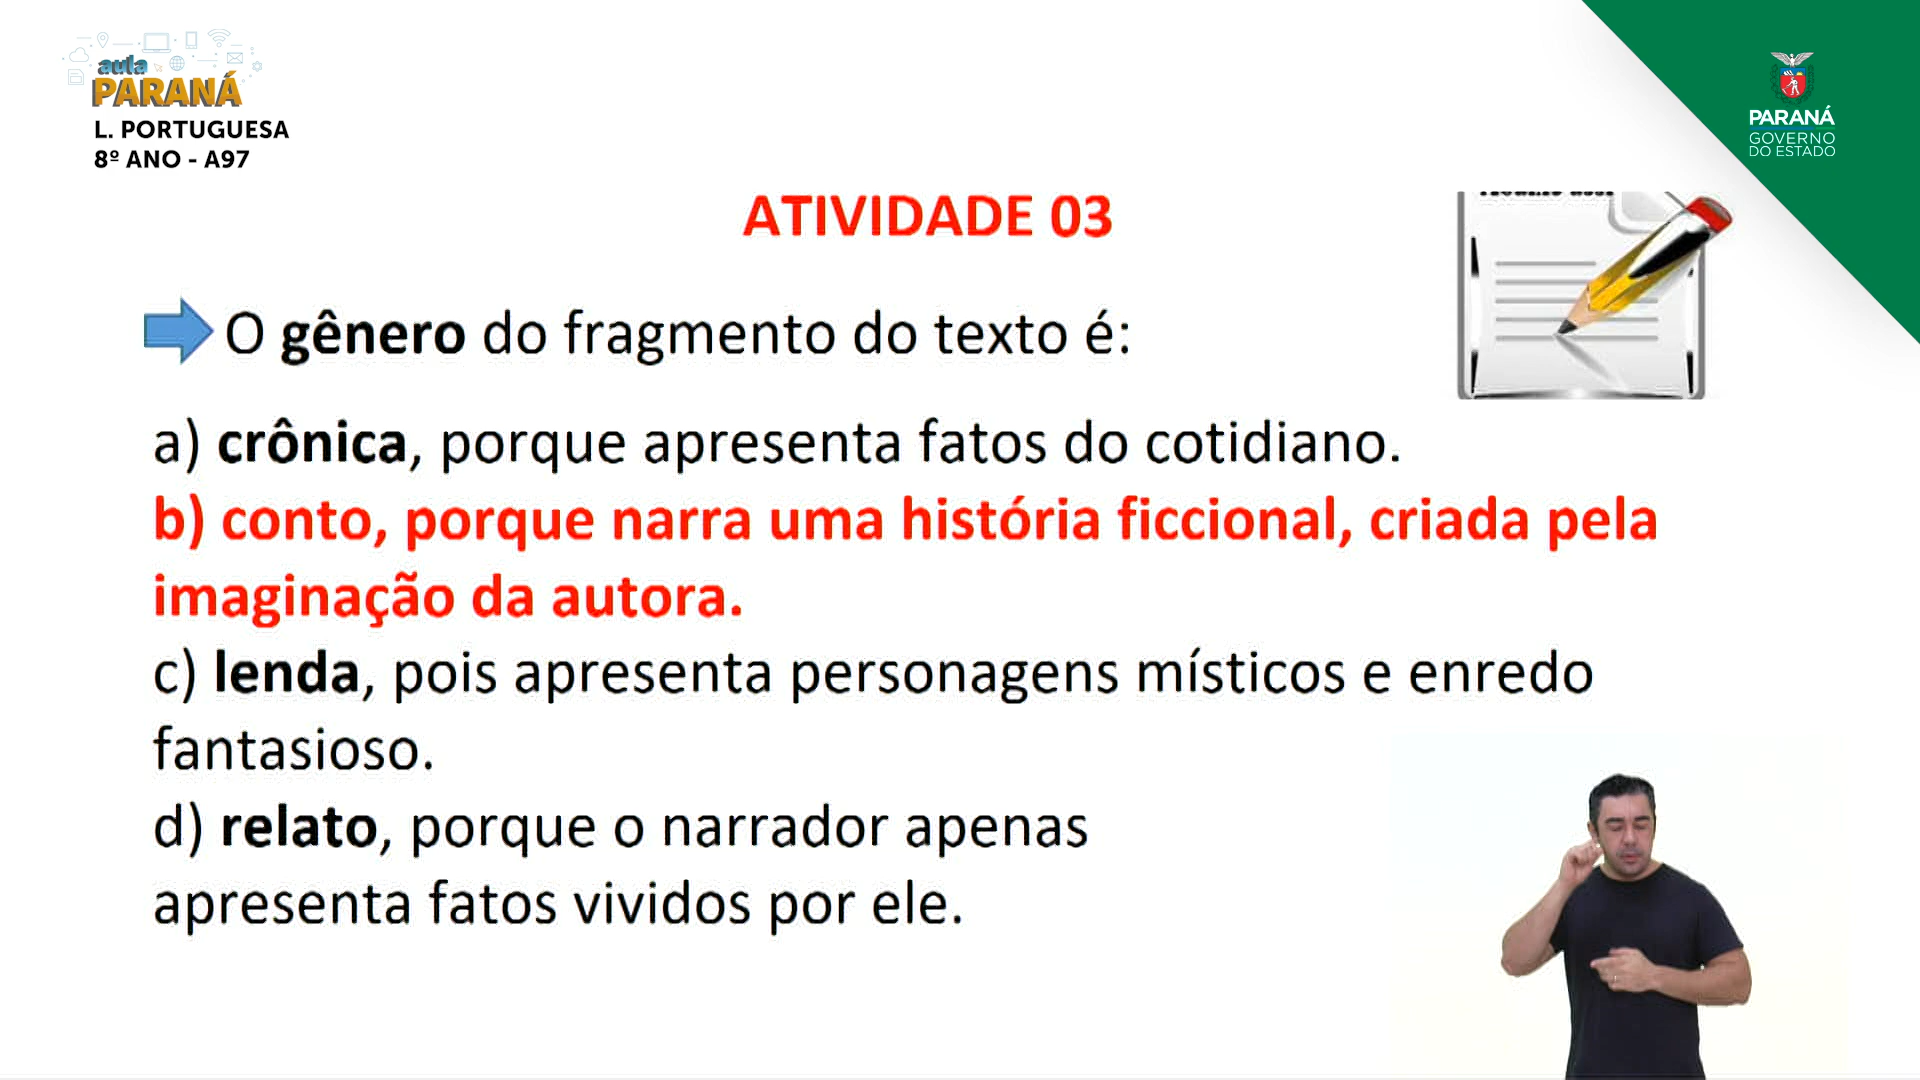 aula
PARANÁ
L. PORTUGUESA
8º ANO - A97
PARANÁ
GOVERNO
DO ESTADO
ATIVIDADE 03
O gênero do fragmento do texto é:
a) crônica, porque apresenta fatos do cotidiano.
b) conto, porque narra uma história ficcional, criada pela
imaginação da autora.
c) lenda, pois apresenta personagens místicos e enredo
fantasioso.
d) relato, porque o narrador apenas
apresenta fatos vividos por ele.